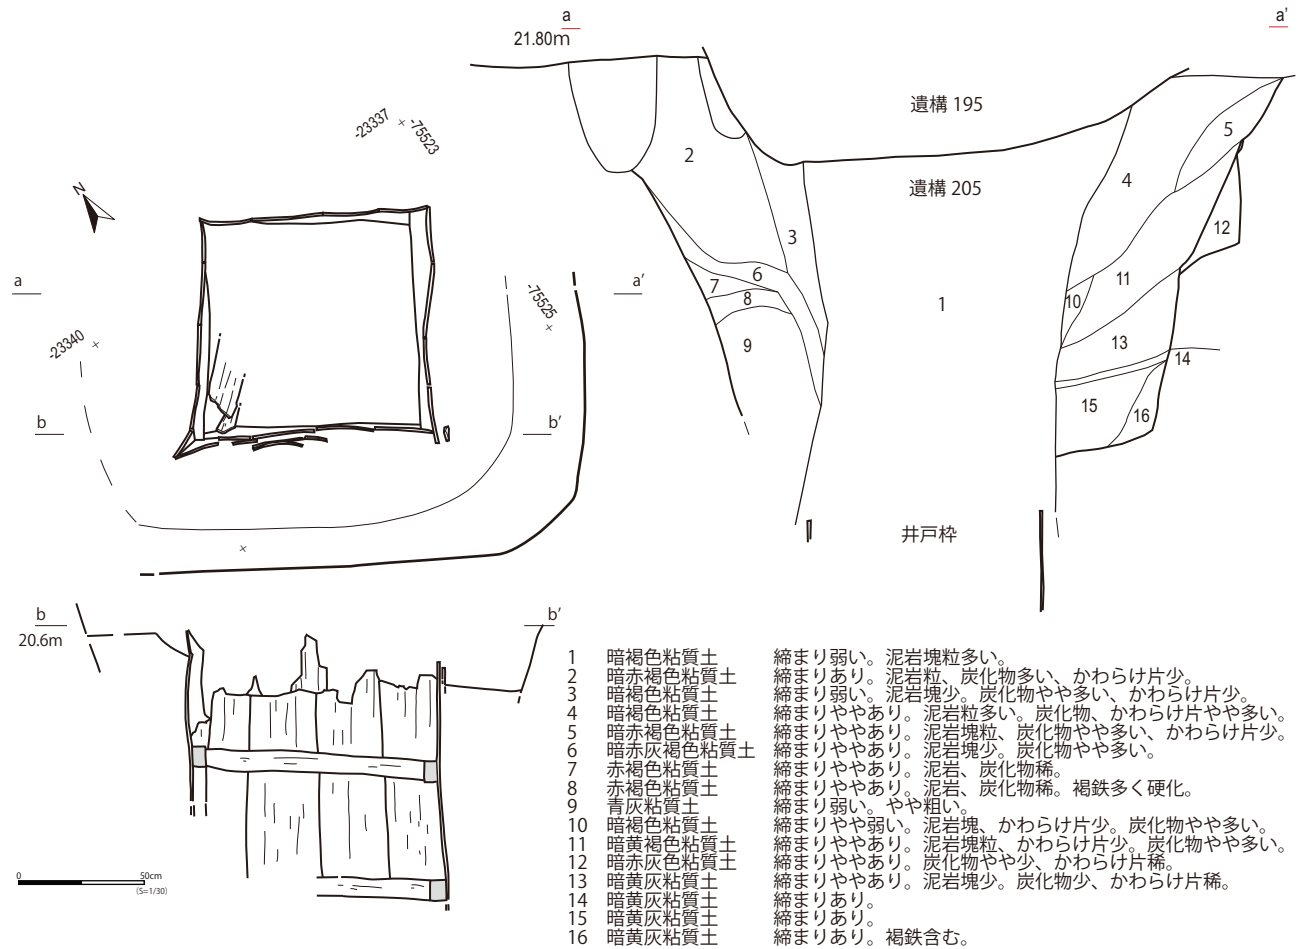 a
a’
21.80m
遺構 195
-23337
-75523
5
2
4
遺構 205
N
12
3
6
11
a
a’
7
8
10
1
-75525
9
13
-23340
14
15
16
b
b’
井戸枠
b
b’
20.6m
0 50cm
(S=1/30)
1 暗褐色粘質土 締まり弱い。泥岩塊粒多い。
2 暗赤褐色粘質土 締まりあり。泥岩粒、炭化物多い、かわらけ片少。
3 暗褐色粘質土 締まり弱い。泥岩塊少。炭化物やや多い、かわらけ片少。
4 暗褐色粘質土 締まりややあり。泥岩粒多い。炭化物、かわらけ片やや多い。
5 暗赤褐色粘質土 締まりややあり。泥岩塊粒、炭化物やや多い、かわらけ片少。
6 暗赤灰褐色粘質土 締まりややあり。泥岩塊少。炭化物やや多い。
7 赤褐色粘質土 締まりややあり。泥岩、炭化物稀。
8 赤褐色粘質土 締まりややあり。泥岩、炭化物稀。褐鉄多く硬化。
9 青灰粘質土 締まり弱い。やや粗い。
10 暗褐色粘質土 締まりやや弱い。泥岩塊、かわらけ片少。炭化物やや多い。
11 暗黄褐色粘質土 締まりややあり。泥岩塊粒、かわらけ片少。炭化物やや多い。
12 暗赤灰色粘質土 締まりややあり。炭化物やや少、かわらけ片稀。
13 暗黄灰粘質土 締まりややあり。泥岩塊少。炭化物少、かわらけ片稀。
14 暗黄灰粘質土 締まりあり。
15 暗黄灰粘質土 締まりあり。
16 暗黄灰粘質土 締まりあり。褐鉄含む。